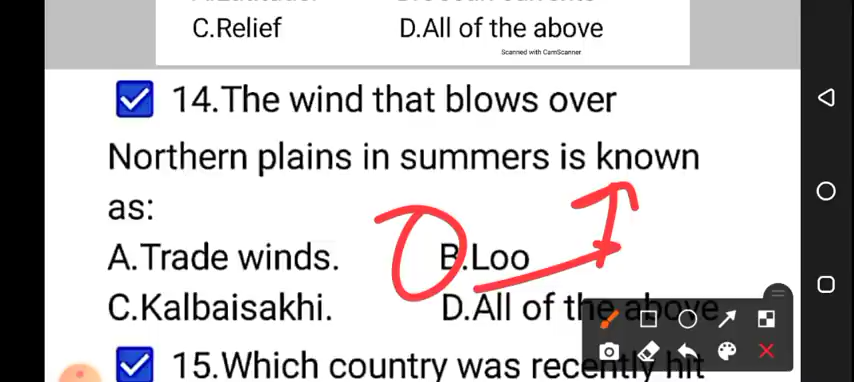 C.Relief D.All of the above
Scanned with CamScanner
14.The wind that blows over
Northern plains in summers is known
as:
A.Trade winds. B.Loo
C.Kalbaisakhi. D.All of the above
15.Which country was recently hit